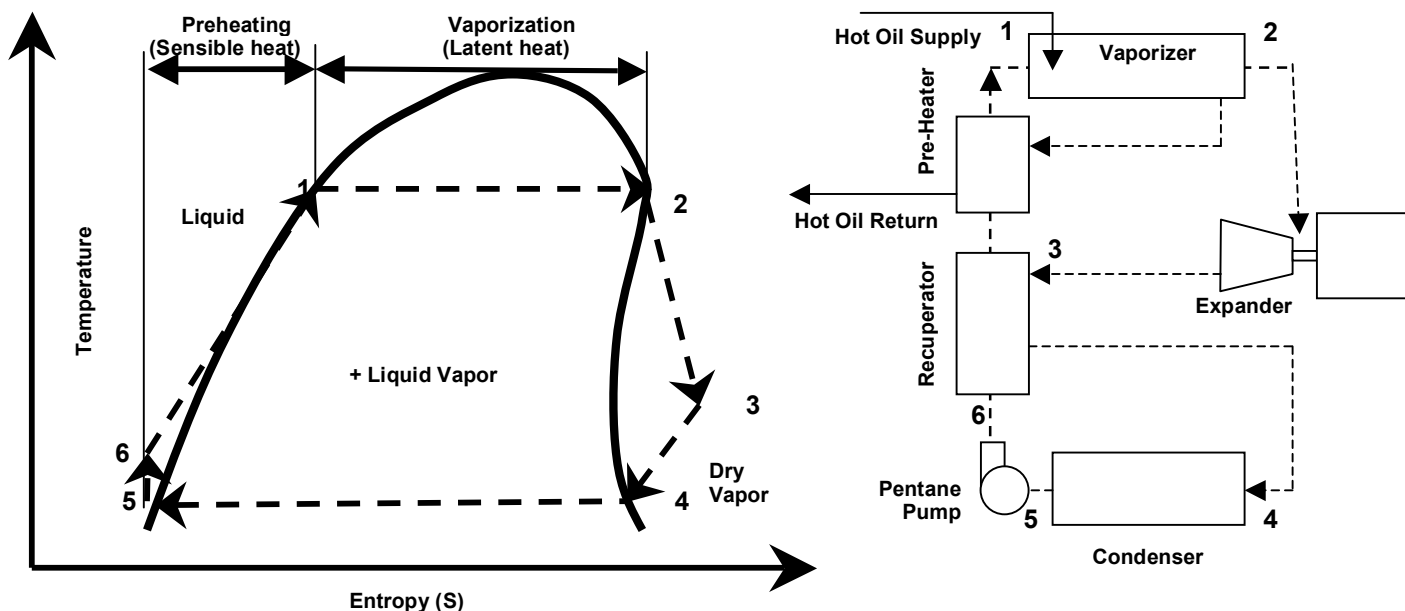 Preheating
(Sensible heat)
Vaporization
(Latent heat)
1
Liquid
2
Temperature
+ Liquid Vapor
3
6
5
Dry
Vapor
4
Entropy (S)
Hot Oil Supply
1
2
Vaporizer
Pre-Heater
Hot Oil Return
3
Recuperator
Expander
6
Pentane
Pump
5
4
Condenser